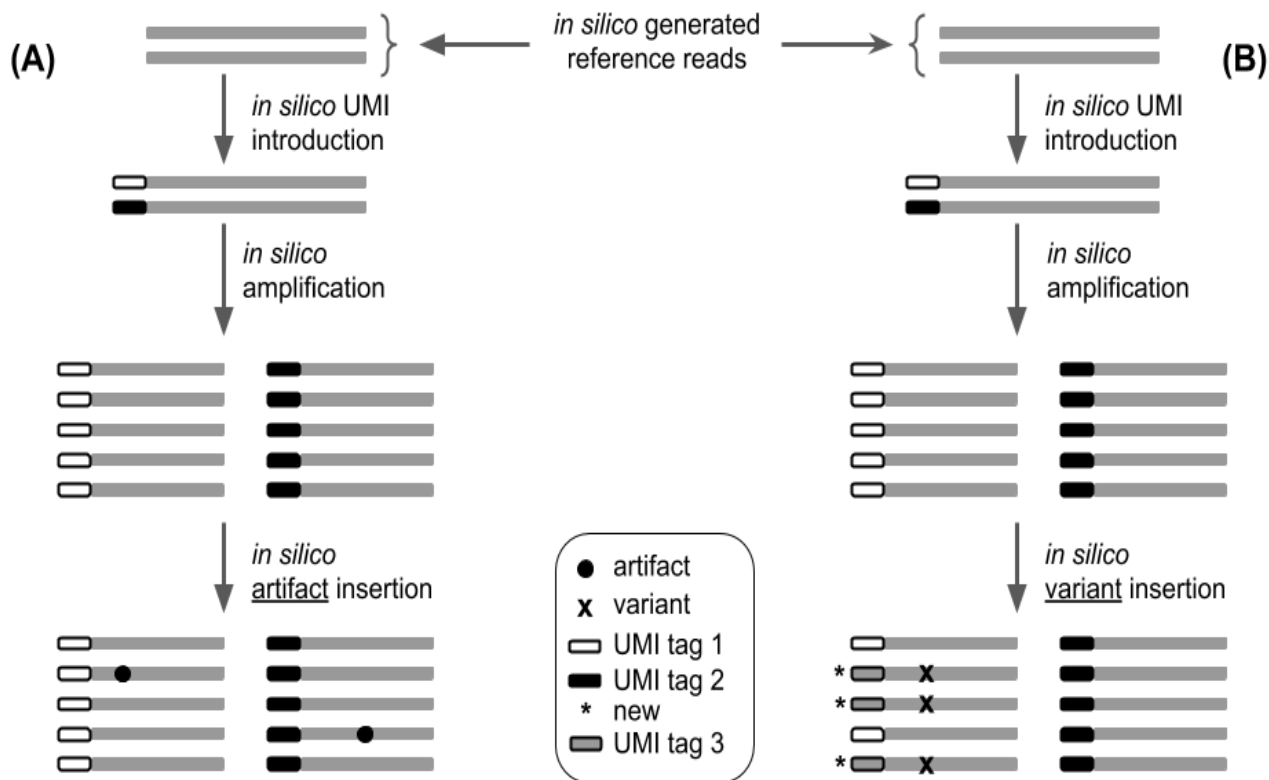 (A)
in silico generated
reference reads
(B)
in silico UMI
introduction
in silico UMI
introduction
in silico
amplification
in silico
amplification
in silico
artifact insertion
in silico
variant insertion
artifact
x variant
UMI tag 1
UMI tag 2
* new
UMI tag 3
* x
* x
* x